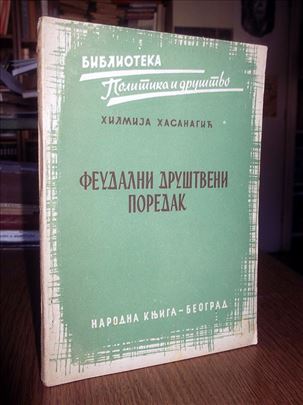 БИБЛИОТЕКА
Политика и друштво
ХИЛМИЈА ХАСАНАГИЋ
ФЕУДАЛНИ ДРУШТВЕНИ
ПОРЕДАК
НАРОДНА КЊИГА – БЕОГРАД